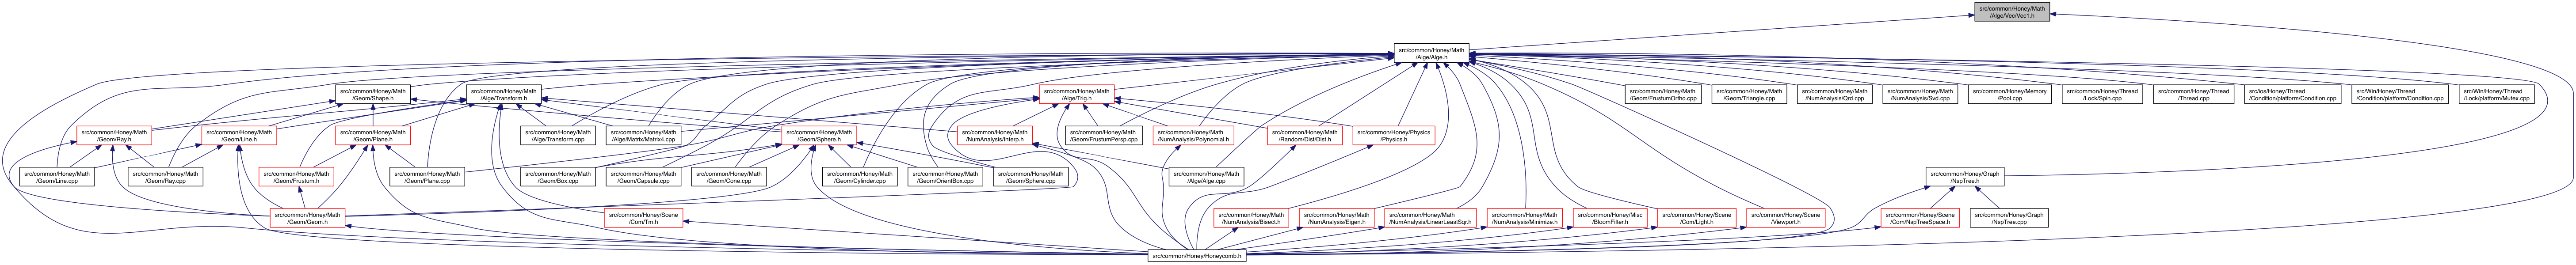 src/common/Honey/Math
/Alge/Vec/Vec1.h
src/common/Honey/Math
/Alge/Alge.h
src/common/Honey/Math
/Geom/Shape.h
src/common/Honey/Math
/Alge/Transform.h
src/common/Honey/Math
/Alge/Trig.h
src/common/Honey/Math
/Geom/FrustumOrtho.cpp
src/common/Honey/Math
/Geom/Triangle.cpp
src/common/Honey/Math
/NumAnalysis/Qrd.cpp
src/common/Honey/Math
/NumAnalysis/Svd.cpp
src/common/Honey/Memory
/Pool.cpp
src/common/Honey/Thread
/Lock/Spin.cpp
src/common/Honey/Thread
/Thread.cpp
src/ios/Honey/Thread
/Condition/platform/Condition.cpp
src/Win/Honey/Thread
/Condition/platform/Condition.cpp
src/Win/Honey/Thread
/Lock/platform/Mutex.cpp
src/common/Honey/Math
/Geom/Ray.h
src/common/Honey/Math
/Geom/Line.h
src/common/Honey/Math
/Geom/Plane.h
src/common/Honey/Math
/Alge/Transform.cpp
src/common/Honey/Math
/Alge/Matrix/Matrix4.cpp
src/common/Honey/Math
/Geom/Sphere.h
src/common/Honey/Math
/NumAnalysis/Interp.h
src/common/Honey/Math
/Geom/FrustumPersp.cpp
src/common/Honey/Math
/NumAnalysis/Polynomial.h
src/common/Honey/Math
/Random/Dist/Dist.h
src/common/Honey/Physics
/Physics.h
src/common/Honey/Math
/Geom/Line.cpp
src/common/Honey/Math
/Geom/Ray.cpp
src/common/Honey/Math
/Geom/Frustum.h
src/common/Honey/Math
/Geom/Plane.cpp
src/common/Honey/Math
/Geom/Box.cpp
src/common/Honey/Math
/Geom/Capsule.cpp
src/common/Honey/Math
/Geom/Cone.cpp
src/common/Honey/Math
/Geom/Cylinder.cpp
src/common/Honey/Math
/Geom/OrientBox.cpp
src/common/Honey/Math
/Geom/Sphere.cpp
src/common/Honey/Math
/Alge/Alge.cpp
src/common/Honey/Graph
/NspTree.h
src/common/Honey/Math
/Geom/Geom.h
src/common/Honey/Scene
/Com/Tm.h
src/common/Honey/Math
/NumAnalysis/Bisect.h
src/common/Honey/Math
/NumAnalysis/Eigen.h
src/common/Honey/Math
/NumAnalysis/LinearLeastSqr.h
src/common/Honey/Math
/NumAnalysis/Minimize.h
src/common/Honey/Misc
/BloomFilter.h
src/common/Honey/Scene
/Com/Light.h
src/common/Honey/Scene
/Viewport.h
src/common/Honey/Scene
/Com/NspTreeSpace.h
src/common/Honey/Graph
/NspTree.cpp
src/common/Honey/Honeycomb.h